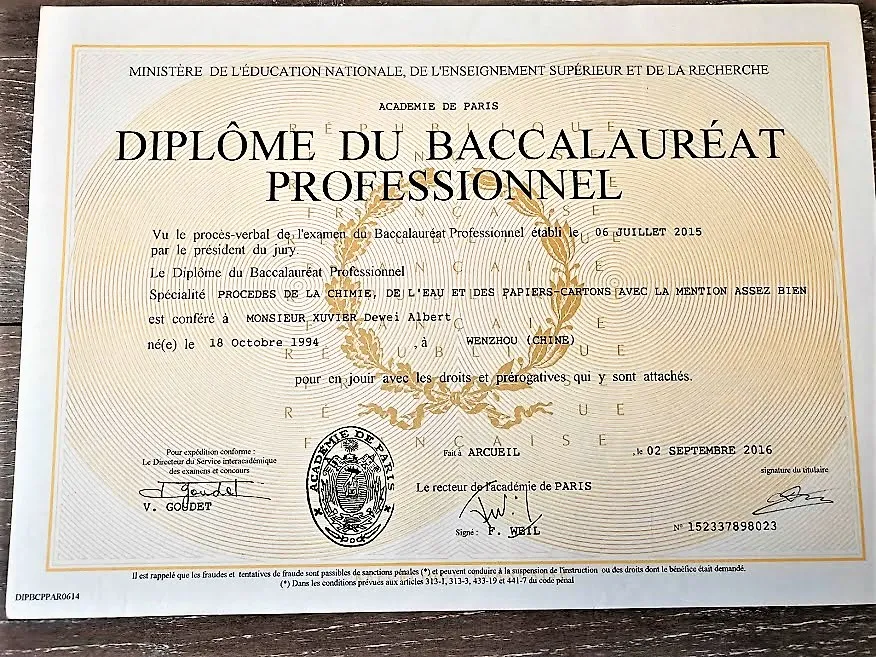 MINISTÈRE DE L'ÉDUCATION NATIONALE, DE L'ENSEIGNEMENT SUPÉRIEUR ET DE LA RECHERCHE
ACADEMIE DE PARIS
DIPLÔME DU BACCALAURÉAT
PROFESSIONNEL
Vu le procès-verbal de l'examen du Baccalauréat Professionnel établi le 06 JUILLET 2015
par le président du jury.
Le Diplôme du Baccalauréat Professionnel
Spécialité PROCEDES DE LA CHIMIE, DE L'EAU ET DES PAPIERS-CARTONS AVEC LA MENTION ASSEZ BIEN
est conféré à MONSIEUR XUVIER Dewei Albert
né(e) le 18 Octobre 1994 , à WENZHOU (CHINE)
pour en jouir avec les droits et prérogatives qui y sont attachés.
RÉPUBLIQUE
FRANÇAISE
Pour expédition conforme :
Le Directeur du Service interacadémique
des examens et concours
V. GOUDET
ACADÉMIE DE PARIS
Fait à ARCUEIL , le 02 SEPTEMBRE 2016
Le recteur de l'académie de PARIS
Signé : F. WEIL
signature du titulaire
N° 152337898023
Il est rappelé que les fraudes et tentatives de fraude sont passibles de sanctions pénales (*) et peuvent conduire à la suspension de l'instruction ou des droits dont le bénéfice était demandé.
(*) Dans les conditions prévues aux articles 313-1, 313-3, 433-19 et 441-7 du code pénal
DIPBCPPAR0614